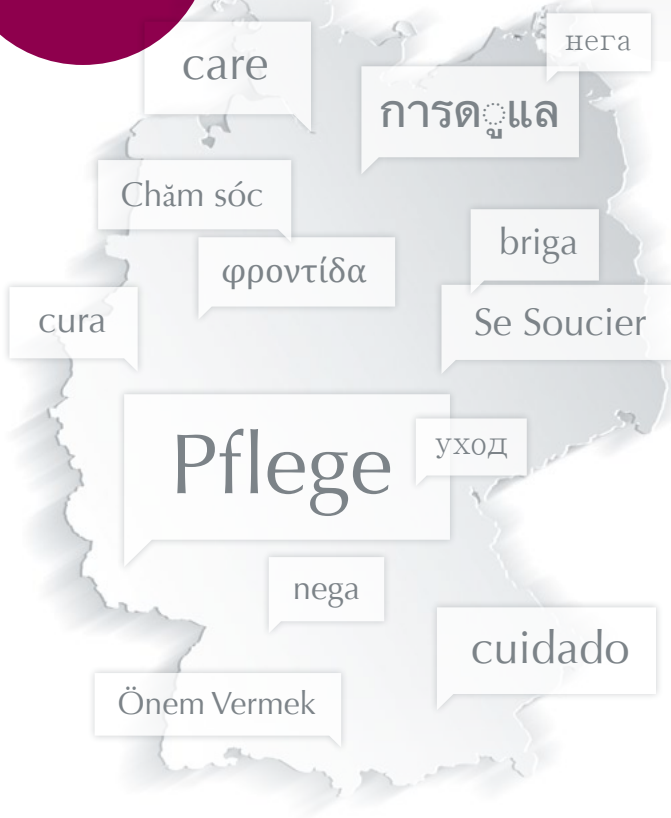 care
нега
การดูแล
Chăm sóc
φροντίδα
briga
cura
Se Soucier
Pflege
уход
nega
cuidado
Önem Vermek